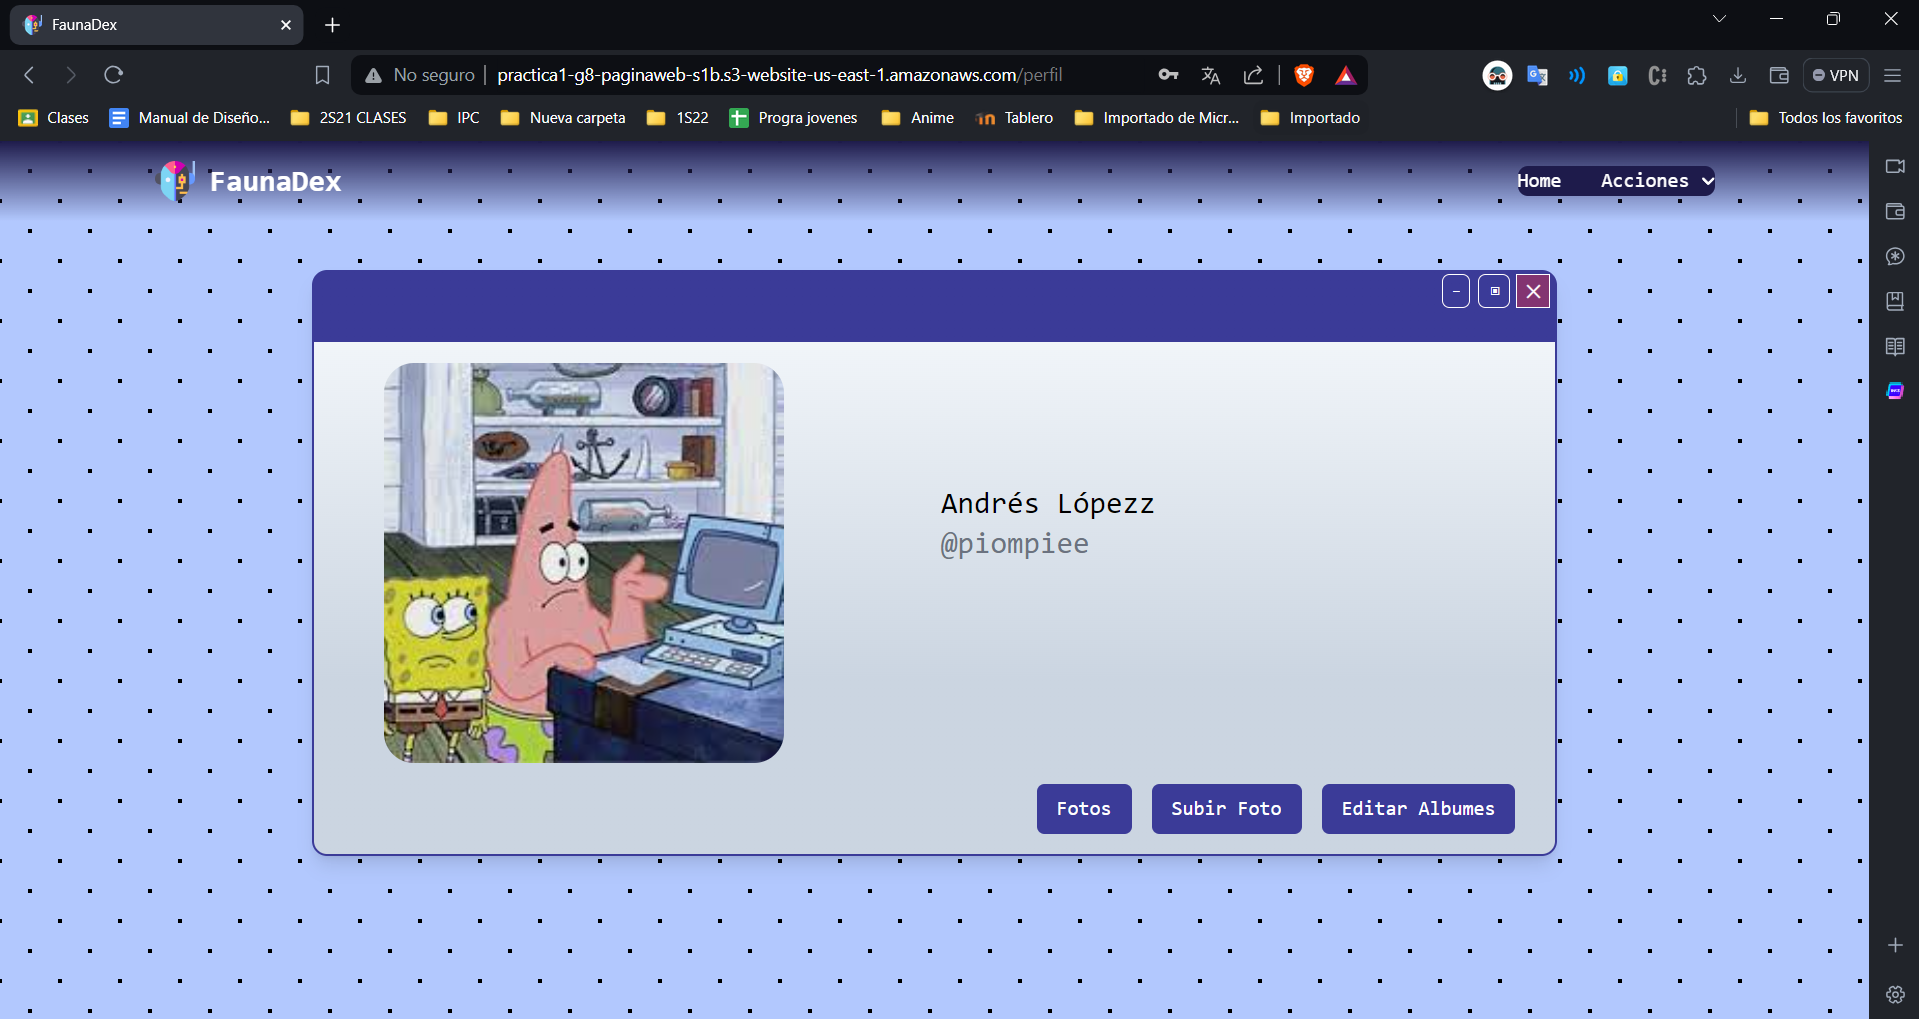 FaunaDex
No seguro practica1-g8-paginaweb-s1b.s3-website-us-east-1.amazonaws.com/perfil
VPN
Clases Manual de Diseño... 2S21 CLASES IPC Nueva carpeta 1S22 Progra jovenes Anime Tablero Importado de Micr... Importado Todos los favoritos
FaunaDex Home Acciones
Andrés Lópezz
@piompiee
Fotos Subir Foto Editar Albumes